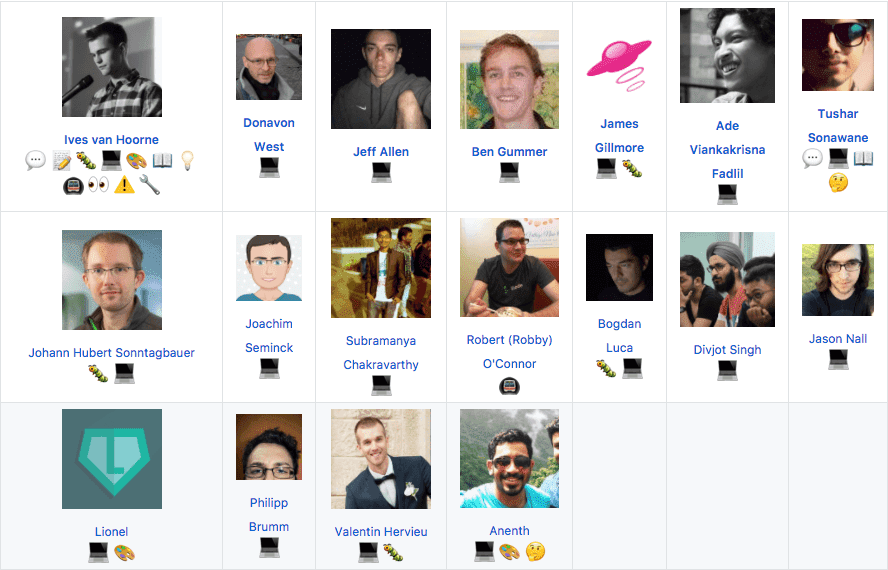 Ives van Hoorne
Donavon
West
Jeff Allen
Ben Gummer
James
Gillmore
Ade
Viankakrisna
Fadlil
Tushar
Sonawane
Johann Hubert Sonntagbauer
Joachim
Seminck
Subramanya
Chakravarthy
Robert (Robby)
O'Connor
Bogdan
Luca
Divjot Singh
Jason Nall
L
Lionel
Philipp
Brumm
Valentin Hervieu
Anenth